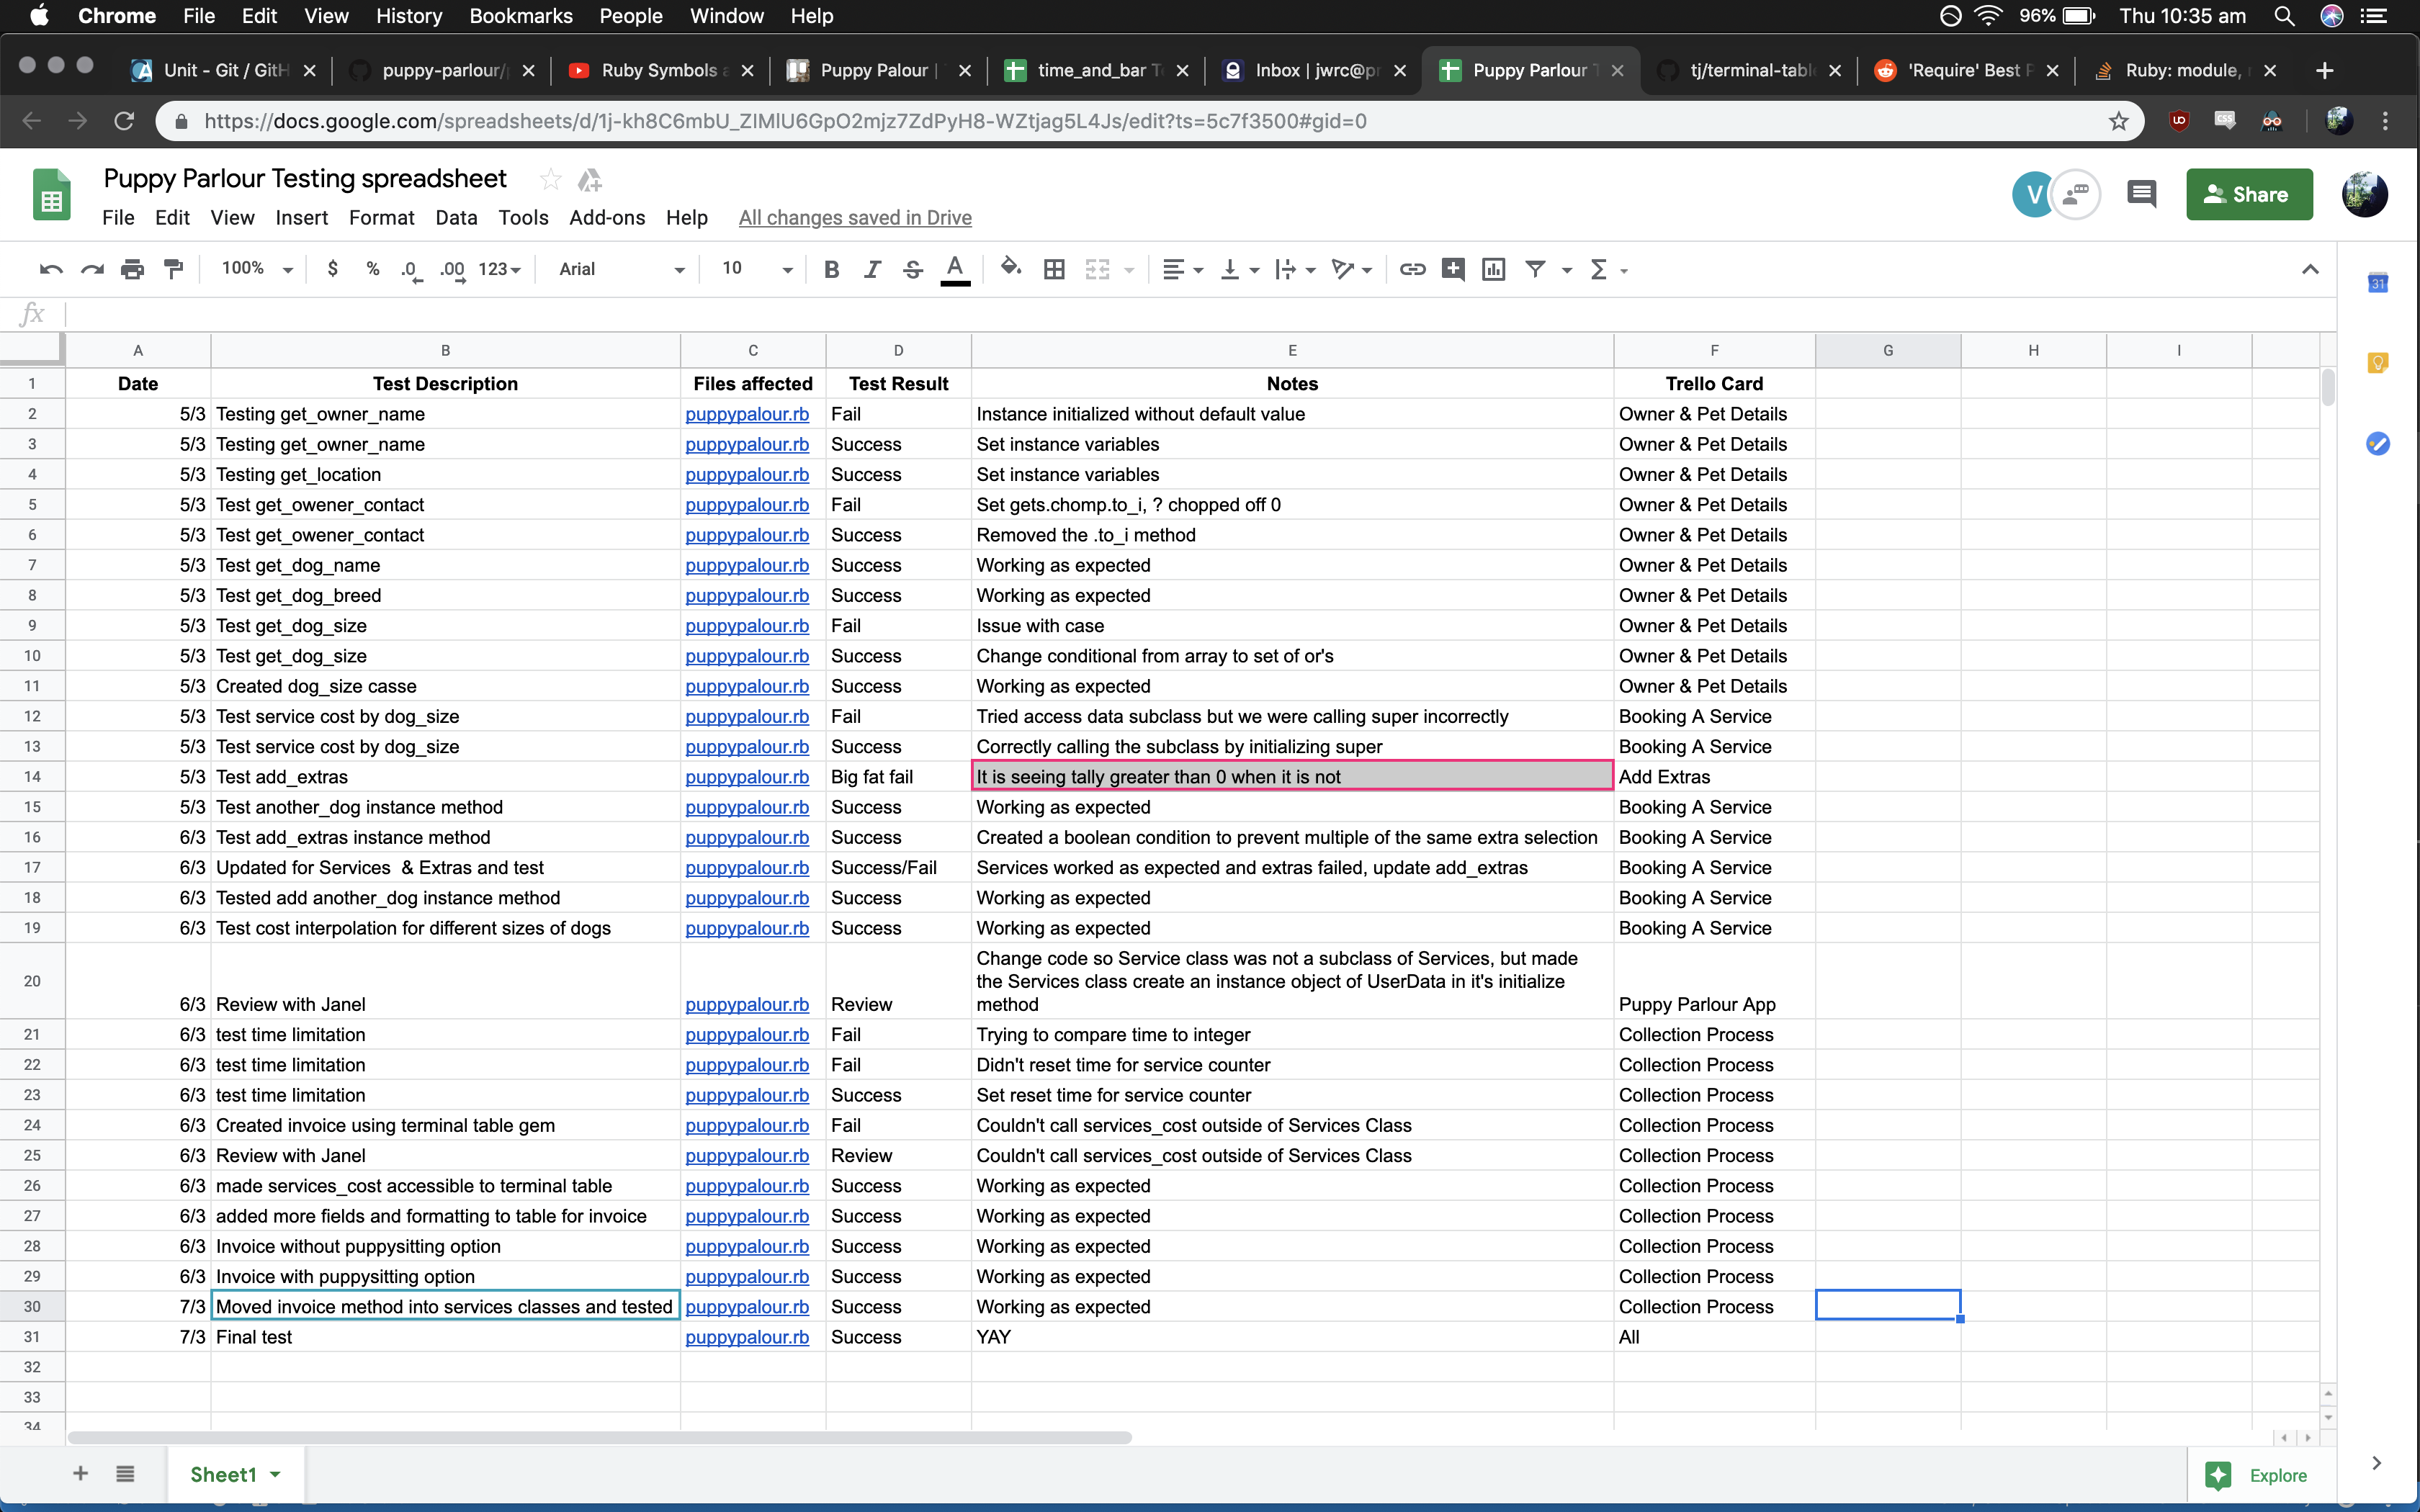 Chrome File Edit View History Bookmarks People Window Help 96% Thu 10:35 am
Unit - Git / GitH puppy-parlour/ Ruby Symbols a Puppy Palour | time_and_bar T Inbox | jwrc@pr Puppy Parlour T tj/terminal-tabl 'Require' Best P Ruby: module,
https://docs.google.com/spreadsheets/d/1j-kh8C6mbU_ZIMlU6GpO2mjz7ZdPyH8-WZtjag5L4Js/edit?ts=5c7f3500#gid=0
Puppy Parlour Testing spreadsheet
File Edit View Insert Format Data Tools Add-ons Help All changes saved in Drive
V Share
100% $ % .0 .00 123 Arial 10 B I S A
31
fx
A B C D E F G H I
1 Date Test Description Files affected Test Result Notes Trello Card
2 5/3 Testing get_owner_name puppypalour.rb Fail Instance initialized without default value Owner & Pet Details
3 5/3 Testing get_owner_name puppypalour.rb Success Set instance variables Owner & Pet Details
4 5/3 Testing get_location puppypalour.rb Success Set instance variables Owner & Pet Details
5 5/3 Test get_owener_contact puppypalour.rb Fail Set gets.chomp.to_i, ? chopped off 0 Owner & Pet Details
6 5/3 Test get_owener_contact puppypalour.rb Success Removed the .to_i method Owner & Pet Details
7 5/3 Test get_dog_name puppypalour.rb Success Working as expected Owner & Pet Details
8 5/3 Test get_dog_breed puppypalour.rb Success Working as expected Owner & Pet Details
9 5/3 Test get_dog_size puppypalour.rb Fail Issue with case Owner & Pet Details
10 5/3 Test get_dog_size puppypalour.rb Success Change conditional from array to set of or's Owner & Pet Details
11 5/3 Created dog_size casse puppypalour.rb Success Working as expected Owner & Pet Details
12 5/3 Test service cost by dog_size puppypalour.rb Fail Tried access data subclass but we were calling super incorrectly Booking A Service
13 5/3 Test service cost by dog_size puppypalour.rb Success Correctly calling the subclass by initializing super Booking A Service
14 5/3 Test add_extras puppypalour.rb Big fat fail It is seeing tally greater than 0 when it is not Add Extras
15 5/3 Test another_dog instance method puppypalour.rb Success Working as expected Booking A Service
16 6/3 Test add_extras instance method puppypalour.rb Success Created a boolean condition to prevent multiple of the same extra selection Booking A Service
17 6/3 Updated for Services & Extras and test puppypalour.rb Success/Fail Services worked as expected and extras failed, update add_extras Booking A Service
18 6/3 Tested add another_dog instance method puppypalour.rb Success Working as expected Booking A Service
19 6/3 Test cost interpolation for different sizes of dogs puppypalour.rb Success Working as expected Booking A Service
Change code so Service class was not a subclass of Services, but made
20 the Services class create an instance object of UserData in it's initialize
6/3 Review with Janel puppypalour.rb Review method Puppy Parlour App
21 6/3 test time limitation puppypalour.rb Fail Trying to compare time to integer Collection Process
22 6/3 test time limitation puppypalour.rb Fail Didn't reset time for service counter Collection Process
23 6/3 test time limitation puppypalour.rb Success Set reset time for service counter Collection Process
24 6/3 Created invoice using terminal table gem puppypalour.rb Fail Couldn't call services_cost outside of Services Class Collection Process
25 6/3 Review with Janel puppypalour.rb Review Couldn't call services_cost outside of Services Class Collection Process
26 6/3 made services_cost accessible to terminal table puppypalour.rb Success Working as expected Collection Process
27 6/3 added more fields and formatting to table for invoice puppypalour.rb Success Working as expected Collection Process
28 6/3 Invoice without puppysitting option puppypalour.rb Success Working as expected Collection Process
29 6/3 Invoice with puppysitting option puppypalour.rb Success Working as expected Collection Process
30 7/3 Moved invoice method into services classes and tested puppypalour.rb Success Working as expected Collection Process
31 7/3 Final test puppypalour.rb Success YAY All
32
33
34
Sheet1 Explore